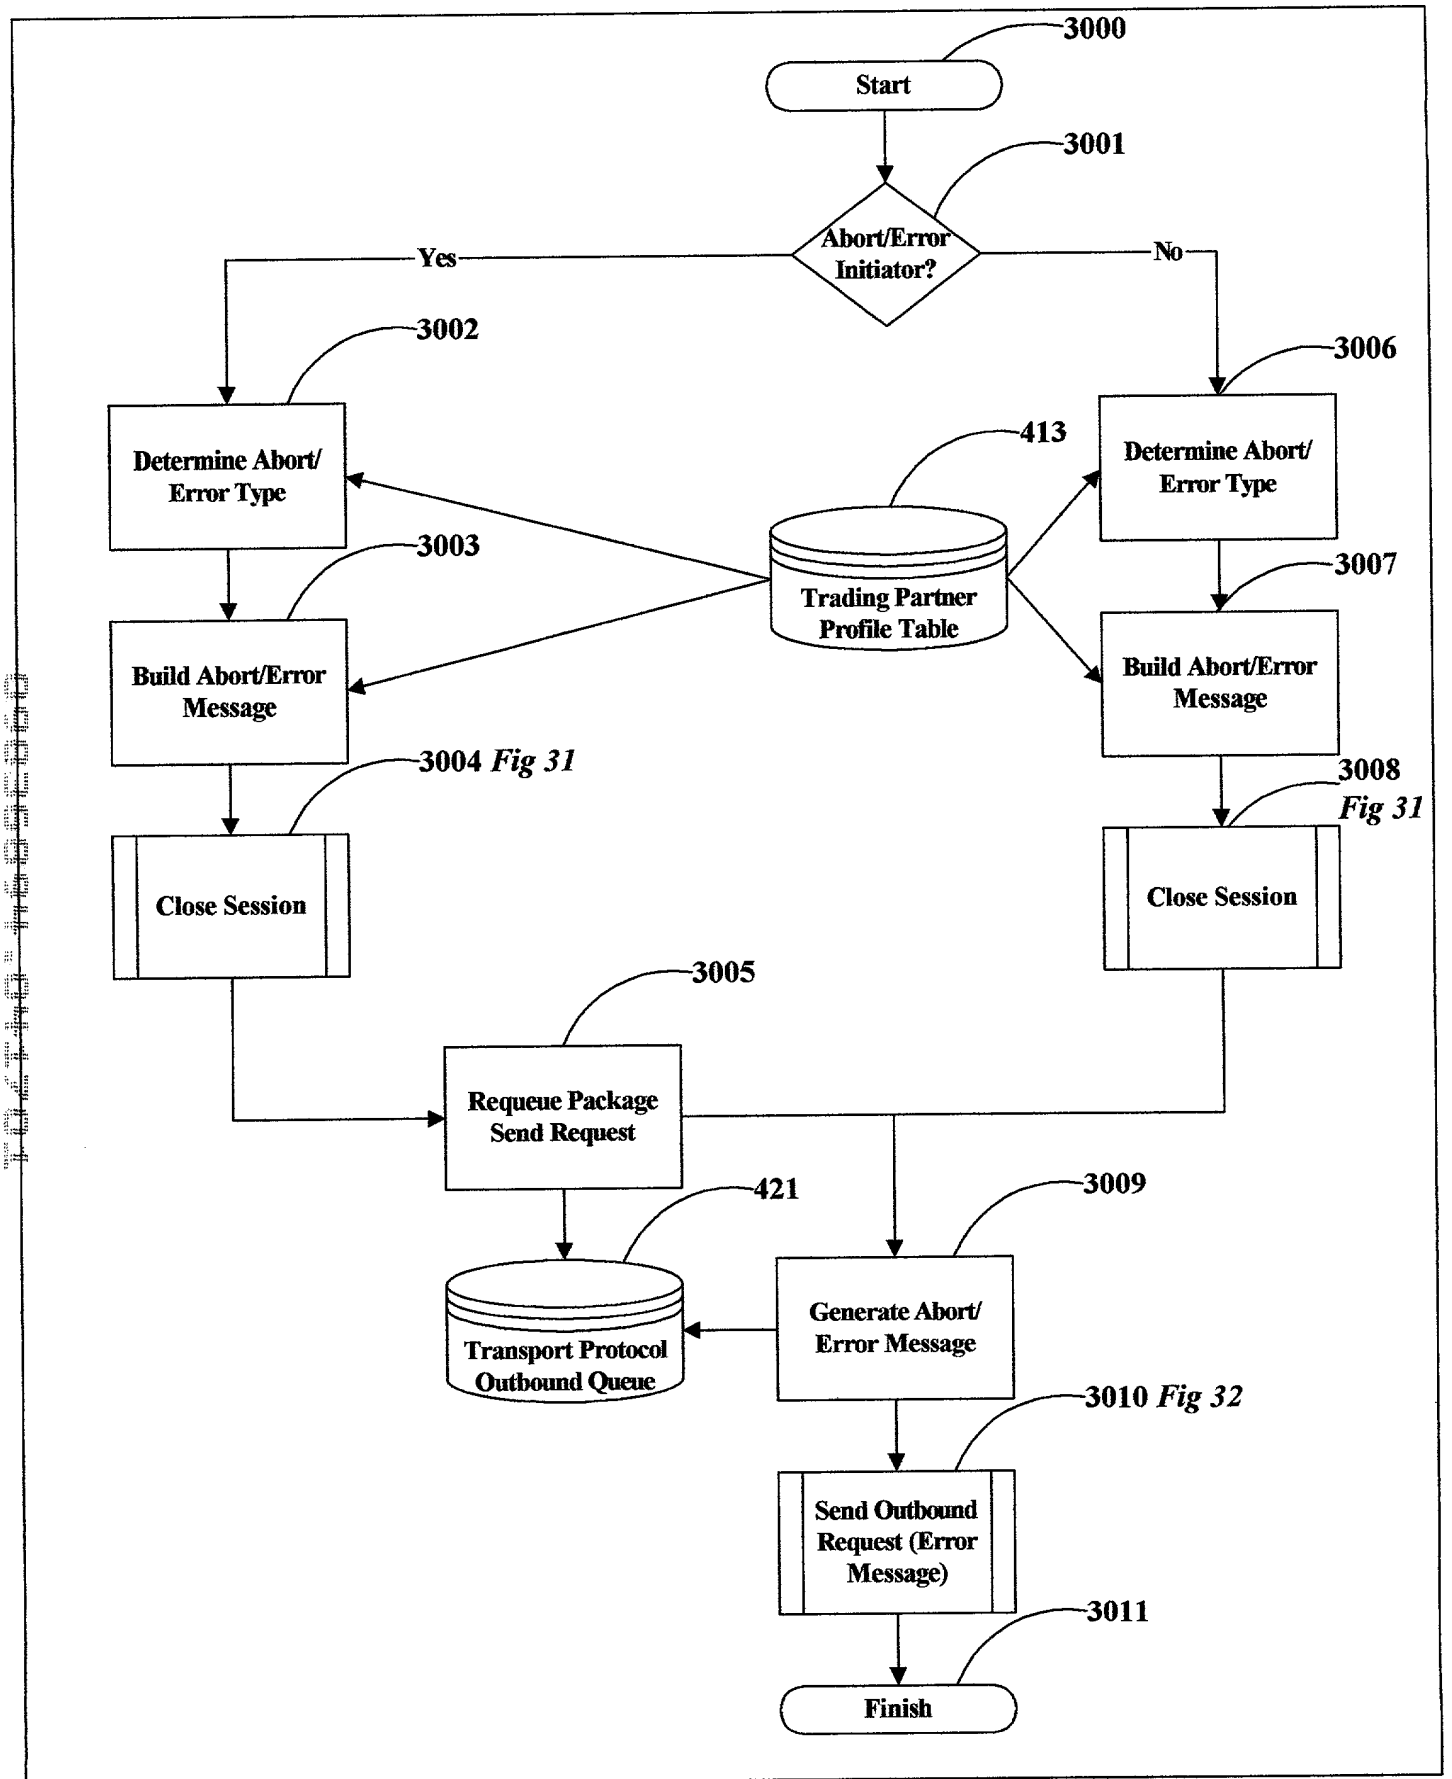 3000
Start
3001
Abort/Error
Initiator?
Yes
No
3002
3006
Determine Abort/
Error Type
413
Determine Abort/
Error Type
3003
Trading Partner
Profile Table
3007
Build Abort/Error
Message
Build Abort/Error
Message
3004 Fig 31
3008
Fig 31
Close Session
Close Session
3005
Requeue Package
Send Request
421
3009
Transport Protocol
Outbound Queue
Generate Abort/
Error Message
3010 Fig 32
Send Outbound
Request (Error
Message)
3011
Finish